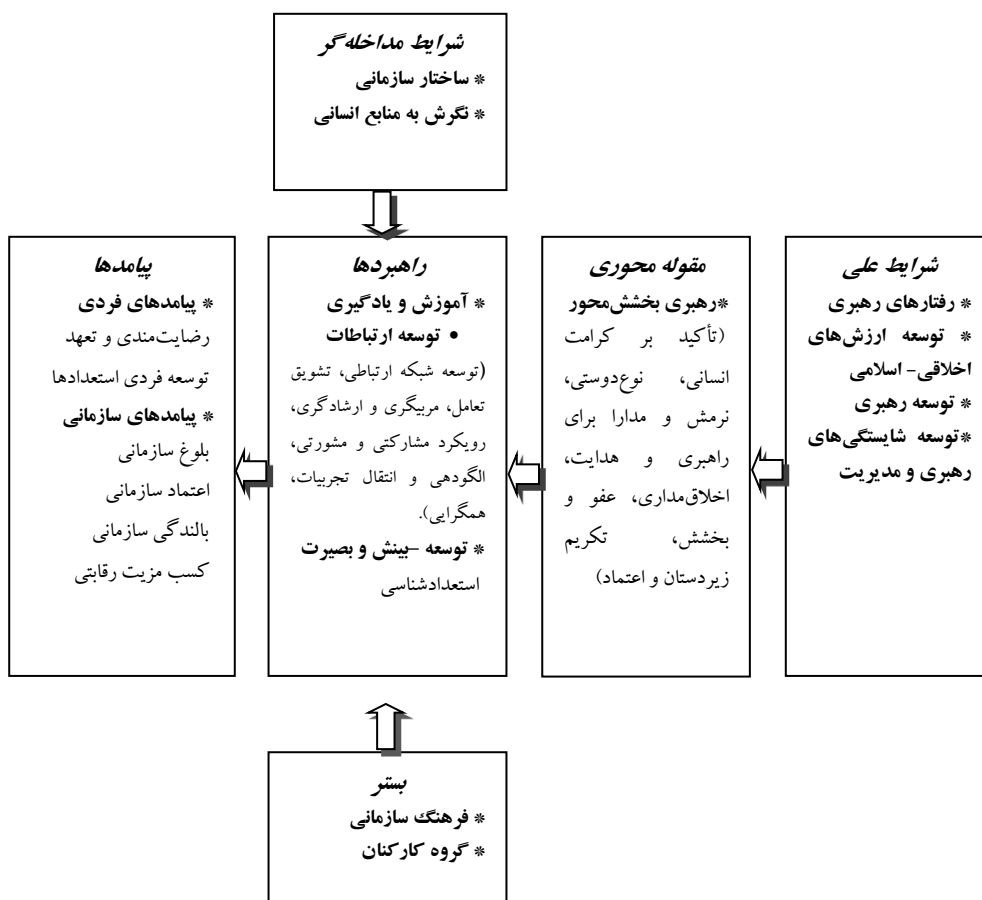 شرایط مداخله‌گر
* ساختار سازمانی
* نگرش به منابع انسانی
شرایط علی
* رفتارهای رهبری
* توسعه ارزش‌های
اخلاقی- اسلامی
* توسعه رهبری
*توسعه شایستگی‌های
رهبری و مدیریت
مقوله محوری
*رهبری بخشش‌محور
(تأکید بر کرامت
انسانی، نوع‌دوستی،
نرمش و مدارا برای
راهبری و هدایت،
اخلاق‌مداری، عفو و
بخشش، تکریم
زیردستان و اعتماد)
راهبردها
* آموزش و یادگیری
• توسعه ارتباطات
(توسعه شبکه ارتباطی، تشویق
تعامل، مربیگری و ارشادگری،
رویکرد مشارکتی و مشورتی،
الگودهی و انتقال تجربیات،
همگرایی).
* توسعه -بینش و بصیرت
استعدادشناسی
پیامدها
* پیامدهای فردی
رضایت‌مندی و تعهد
توسعه فردی استعدادها
* پیامدهای سازمانی
بلوغ سازمانی
اعتماد سازمانی
بالندگی سازمانی
کسب مزیت رقابتی
بستر
* فرهنگ سازمانی
* گروه کارکنان